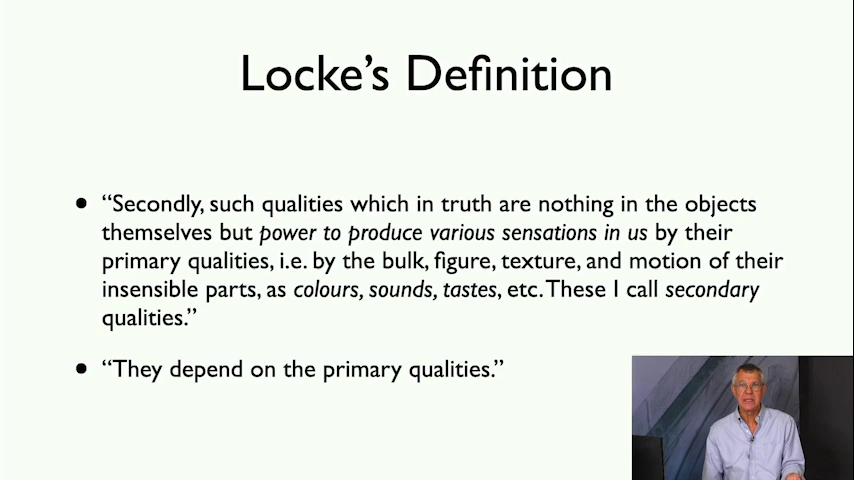 Locke’s Definition
• “Secondly, such qualities which in truth are nothing in the objects
themselves but power to produce various sensations in us by their
primary qualities, i.e. by the bulk, figure, texture, and motion of their
insensible parts, as colours, sounds, tastes, etc. These I call secondary
qualities.”
• “They depend on the primary qualities.”